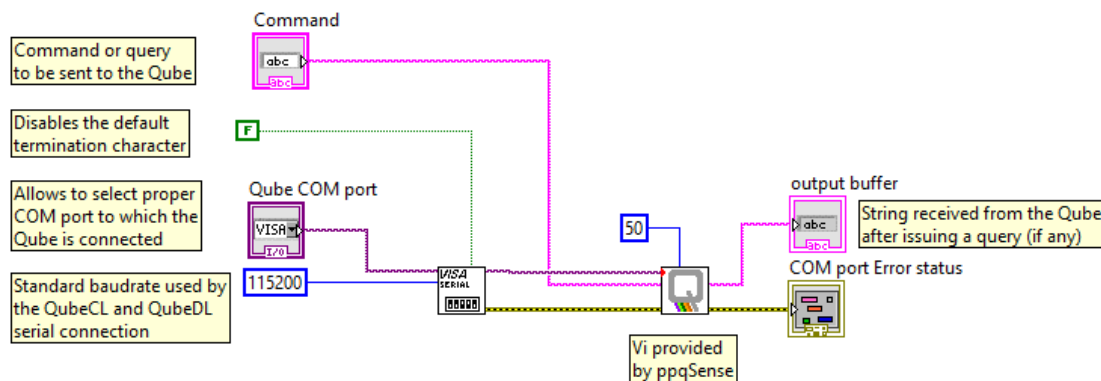 Command
Command or query
to be sent to the Qube
abc
abc
Disables the default
termination character
F
Allows to select proper
COM port to which the
Qube is connected
Qube COM port
VISA
I/O
output buffer
abc
abc
String received from the Qube
after issuing a query (if any)
50
COM port Error status
Standard baudrate used by
the QubeCL and QubeDL
serial connection
115200
VISA
SERIAL
Q
Vi provided
by ppqSense